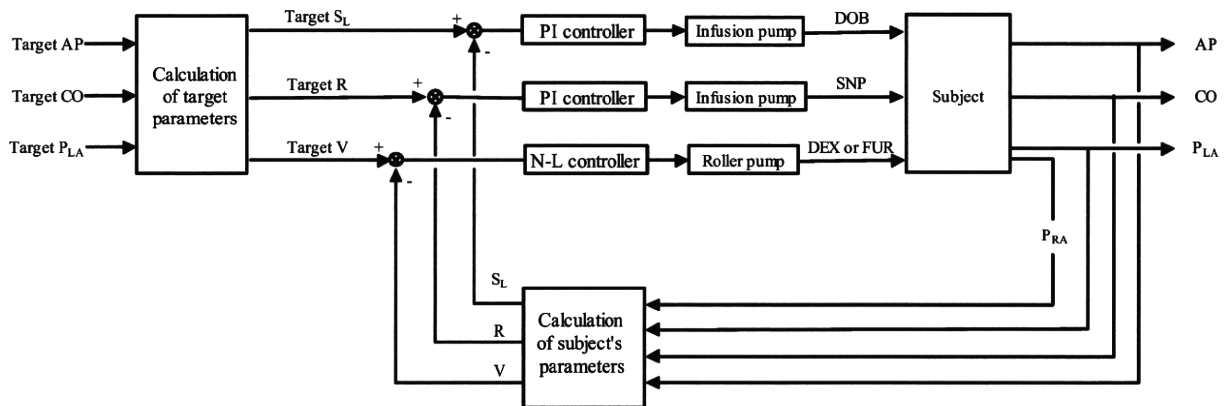 Target AP
Target CO
Target PLA
Calculation
of target
parameters
Target SL
Target R
Target V
+
-
+
-
+
-
PI controller
PI controller
N-L controller
Infusion pump
Infusion pump
Roller pump
DOB
SNP
DEX or FUR
Subject
AP
CO
PLA
PRA
SL
R
V
Calculation
of subject's
parameters